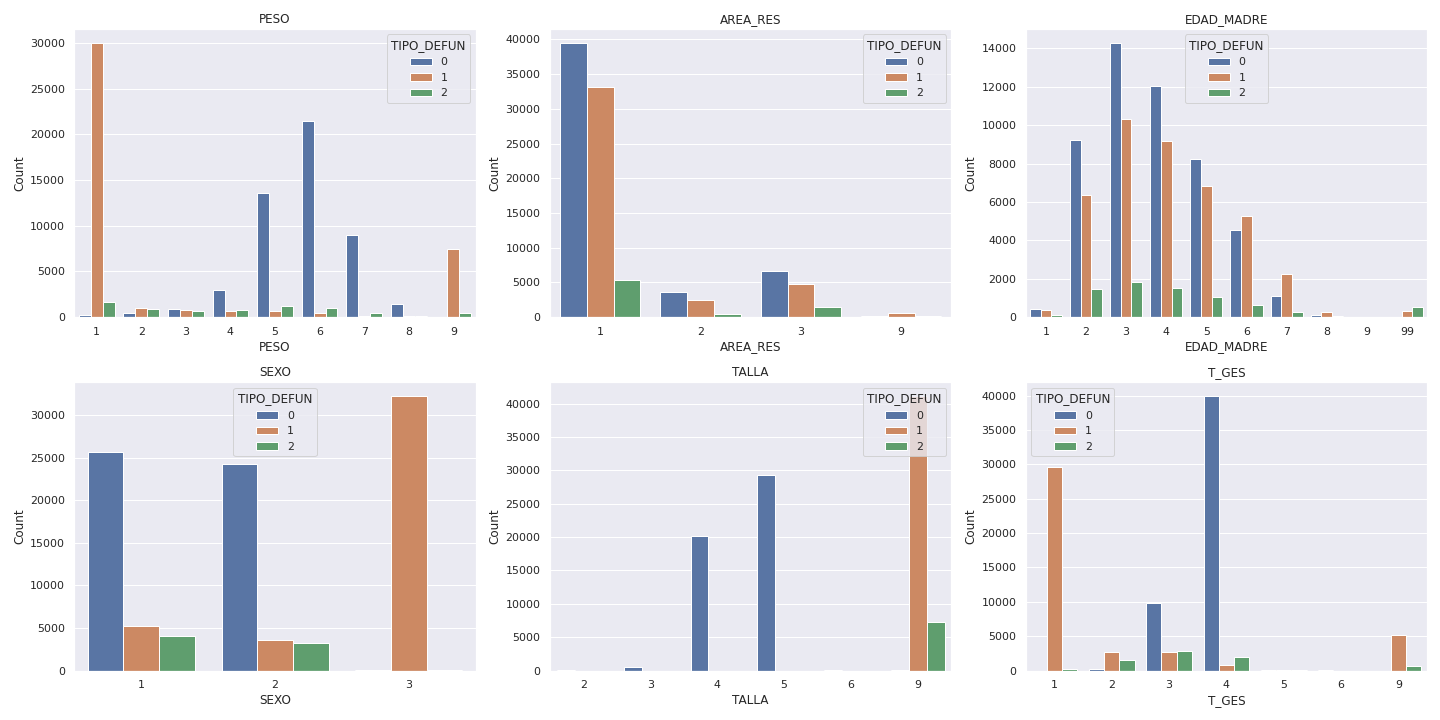 PESO
TIPO_DEFUN
0
1
2
Count
30000
25000
20000
15000
10000
5000
0
1 2 3 4 5 6 7 8 9
PESO
AREA_RES
TIPO_DEFUN
0
1
2
Count
40000
35000
30000
25000
20000
15000
10000
5000
0
1 2 3 9
AREA_RES
EDAD_MADRE
TIPO_DEFUN
0
1
2
Count
14000
12000
10000
8000
6000
4000
2000
0
1 2 3 4 5 6 7 8 9 99
EDAD_MADRE
SEXO
TIPO_DEFUN
0
1
2
Count
30000
25000
20000
15000
10000
5000
0
1 2 3
SEXO
TALLA
TIPO_DEFUN
0
1
2
Count
40000
35000
30000
25000
20000
15000
10000
5000
0
2 3 4 5 6 9
TALLA
T_GES
TIPO_DEFUN
0
1
2
Count
40000
35000
30000
25000
20000
15000
10000
5000
0
1 2 3 4 5 6 9
T_GES